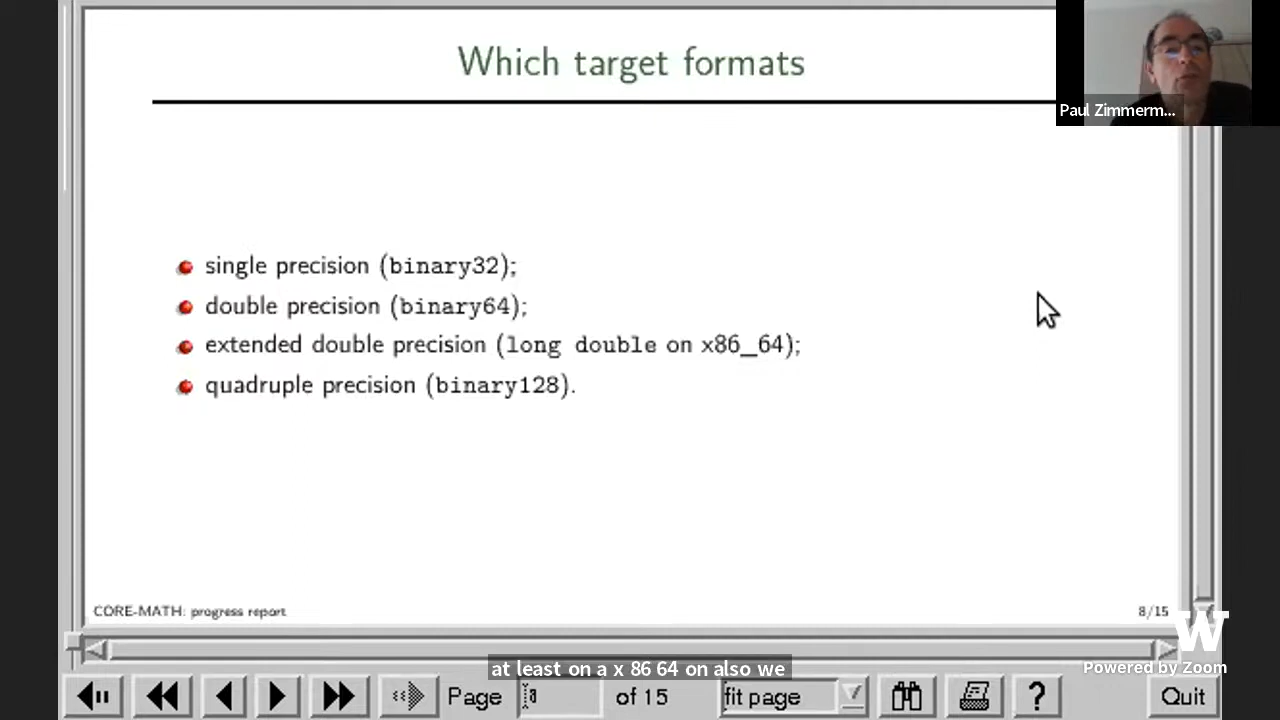 Which target formats
Paul Zimmerm...
single precision (binary32);
double precision (binary64);
extended double precision (long double on x86_64);
quadruple precision (binary128).
CORE-MATH: progress report
8/15
W
Powered by Zoom
at least on a x 86 64 on also we
Page 8 of 15 fit page ? Quit